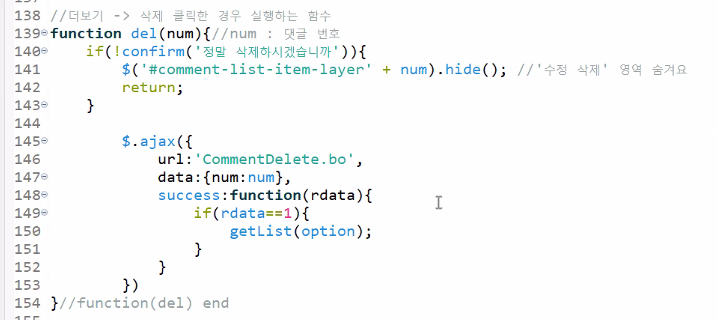 138 //더보기 -> 삭제 클릭한 경우 실행하는 함수
139 function del(num){//num : 댓글 번호
140     if(!confirm('정말 삭제하시겠습니까')){
141         $('#comment-list-item-layer' + num).hide(); //'수정 삭제' 영역 숨겨요
142         return;
143     }
144
145         $.ajax({
146             url:'CommentDelete.bo',
147             data:{num:num},
148             success:function(rdata){
149                 if(rdata==1){
150                     getList(option);
151                 }
152             }
153         })
154 }//function(del) end